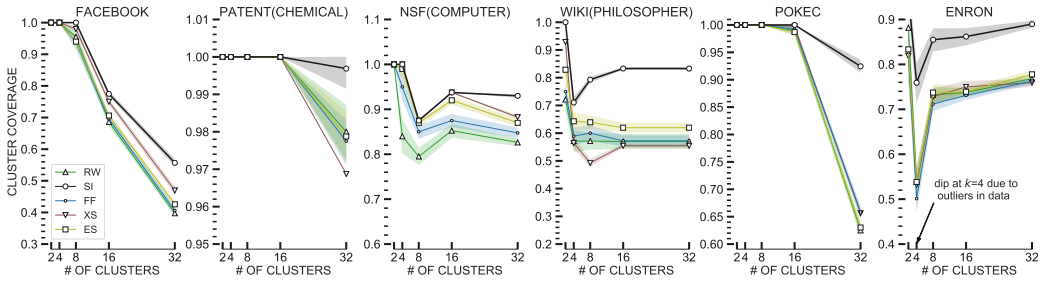 FACEBOOK
PATENT(CHEMICAL)
NSF(COMPUTER)
WIKI(PHILOSOPHER)
POKEC
ENRON
CLUSTER COVERAGE
1.0
0.9
0.8
0.7
0.6
0.5
0.4
0.3
RW
SI
FF
XS
ES
2 4 8 16 32
# OF CLUSTERS
1.01
1.00
0.99
0.98
0.97
0.96
0.95
2 4 8 16 32
# OF CLUSTERS
1.1
1.0
0.9
0.8
0.7
0.6
2 4 8 16 32
# OF CLUSTERS
1.0
0.9
0.8
0.7
0.6
0.5
0.4
0.3
0.2
2 4 8 16 32
# OF CLUSTERS
1.00
0.95
0.90
0.85
0.80
0.75
0.70
0.65
0.60
2 4 8 16 32
# OF CLUSTERS
0.9
0.8
0.7
0.6
0.5
0.4
dip at k=4 due to
outliers in data
2 4 8 16 32
# OF CLUSTERS